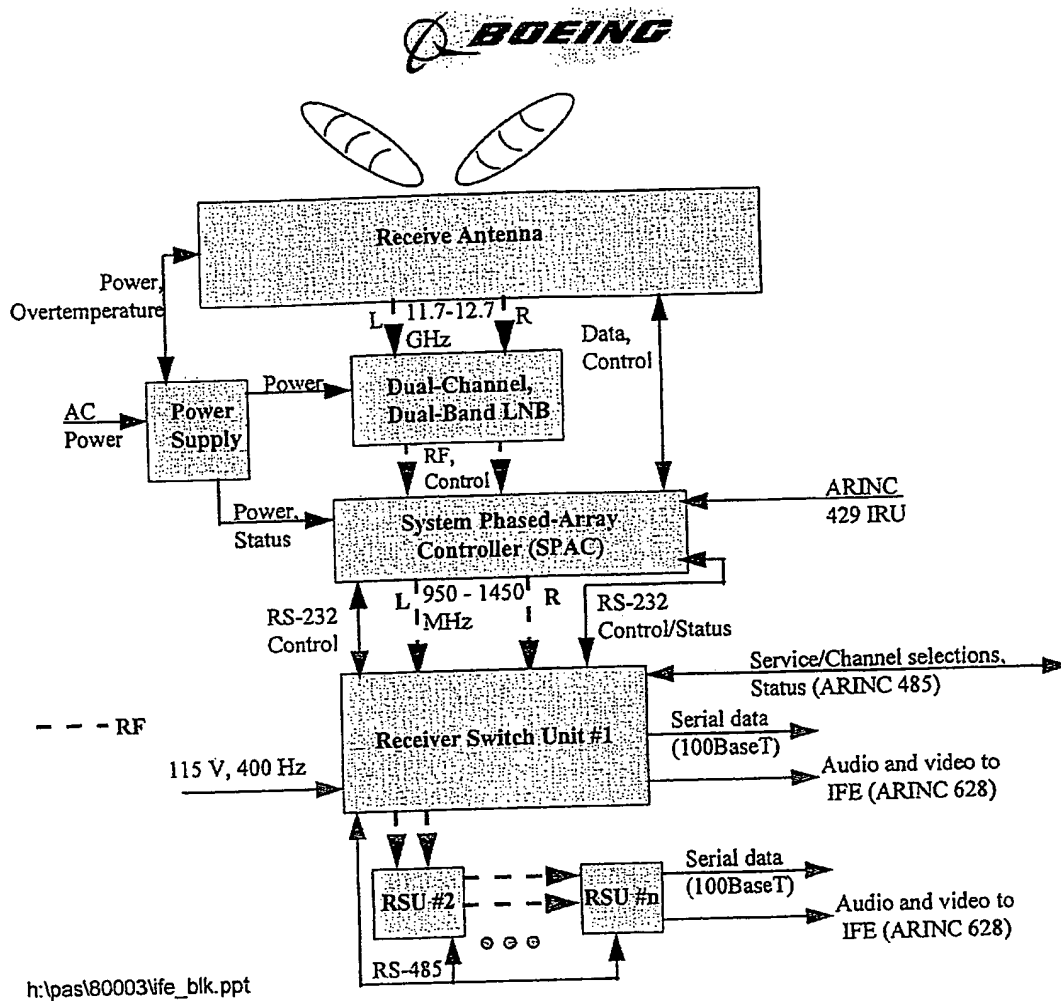 BOEING
Receive Antenna
Power,
Overtemperature
L
11.7-12.7
GHz
R
Data,
Control
Power
Dual-Channel,
Dual-Band LNB
AC
Power
Power
Supply
RF,
Control
Power,
Status
System Phased-Array
Controller (SPAC)
ARINC
429 IRU
L
950 - 1450
MHz
R
RS-232
Control
RS-232
Control/Status
Service/Channel selections,
Status (ARINC 485)
RF
Receiver Switch Unit #1
Serial data
(100BaseT)
115 V, 400 Hz
Audio and video to
IFE (ARINC 628)
RSU #2
RSU #n
Serial data
(100BaseT)
Audio and video to
IFE (ARINC 628)
RS-485
h:\pas\80003\ife_blk.ppt